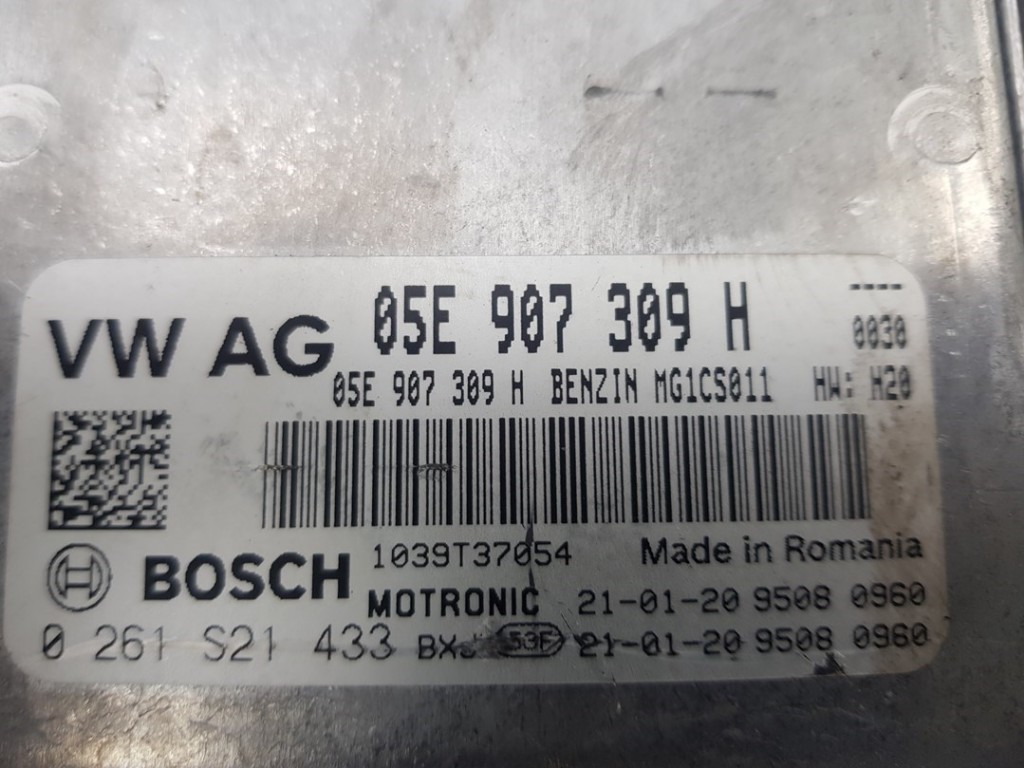 VW AG 05E 907 309 H ----
0030
05E 907 309 H BENZIN MG1CS011 HW: H20
BOSCH 1039T37054 Made in Romania
MOTRONIC 21-01-20 9508 0960
0 261 S21 433 53F 21-01-20 9508 0960